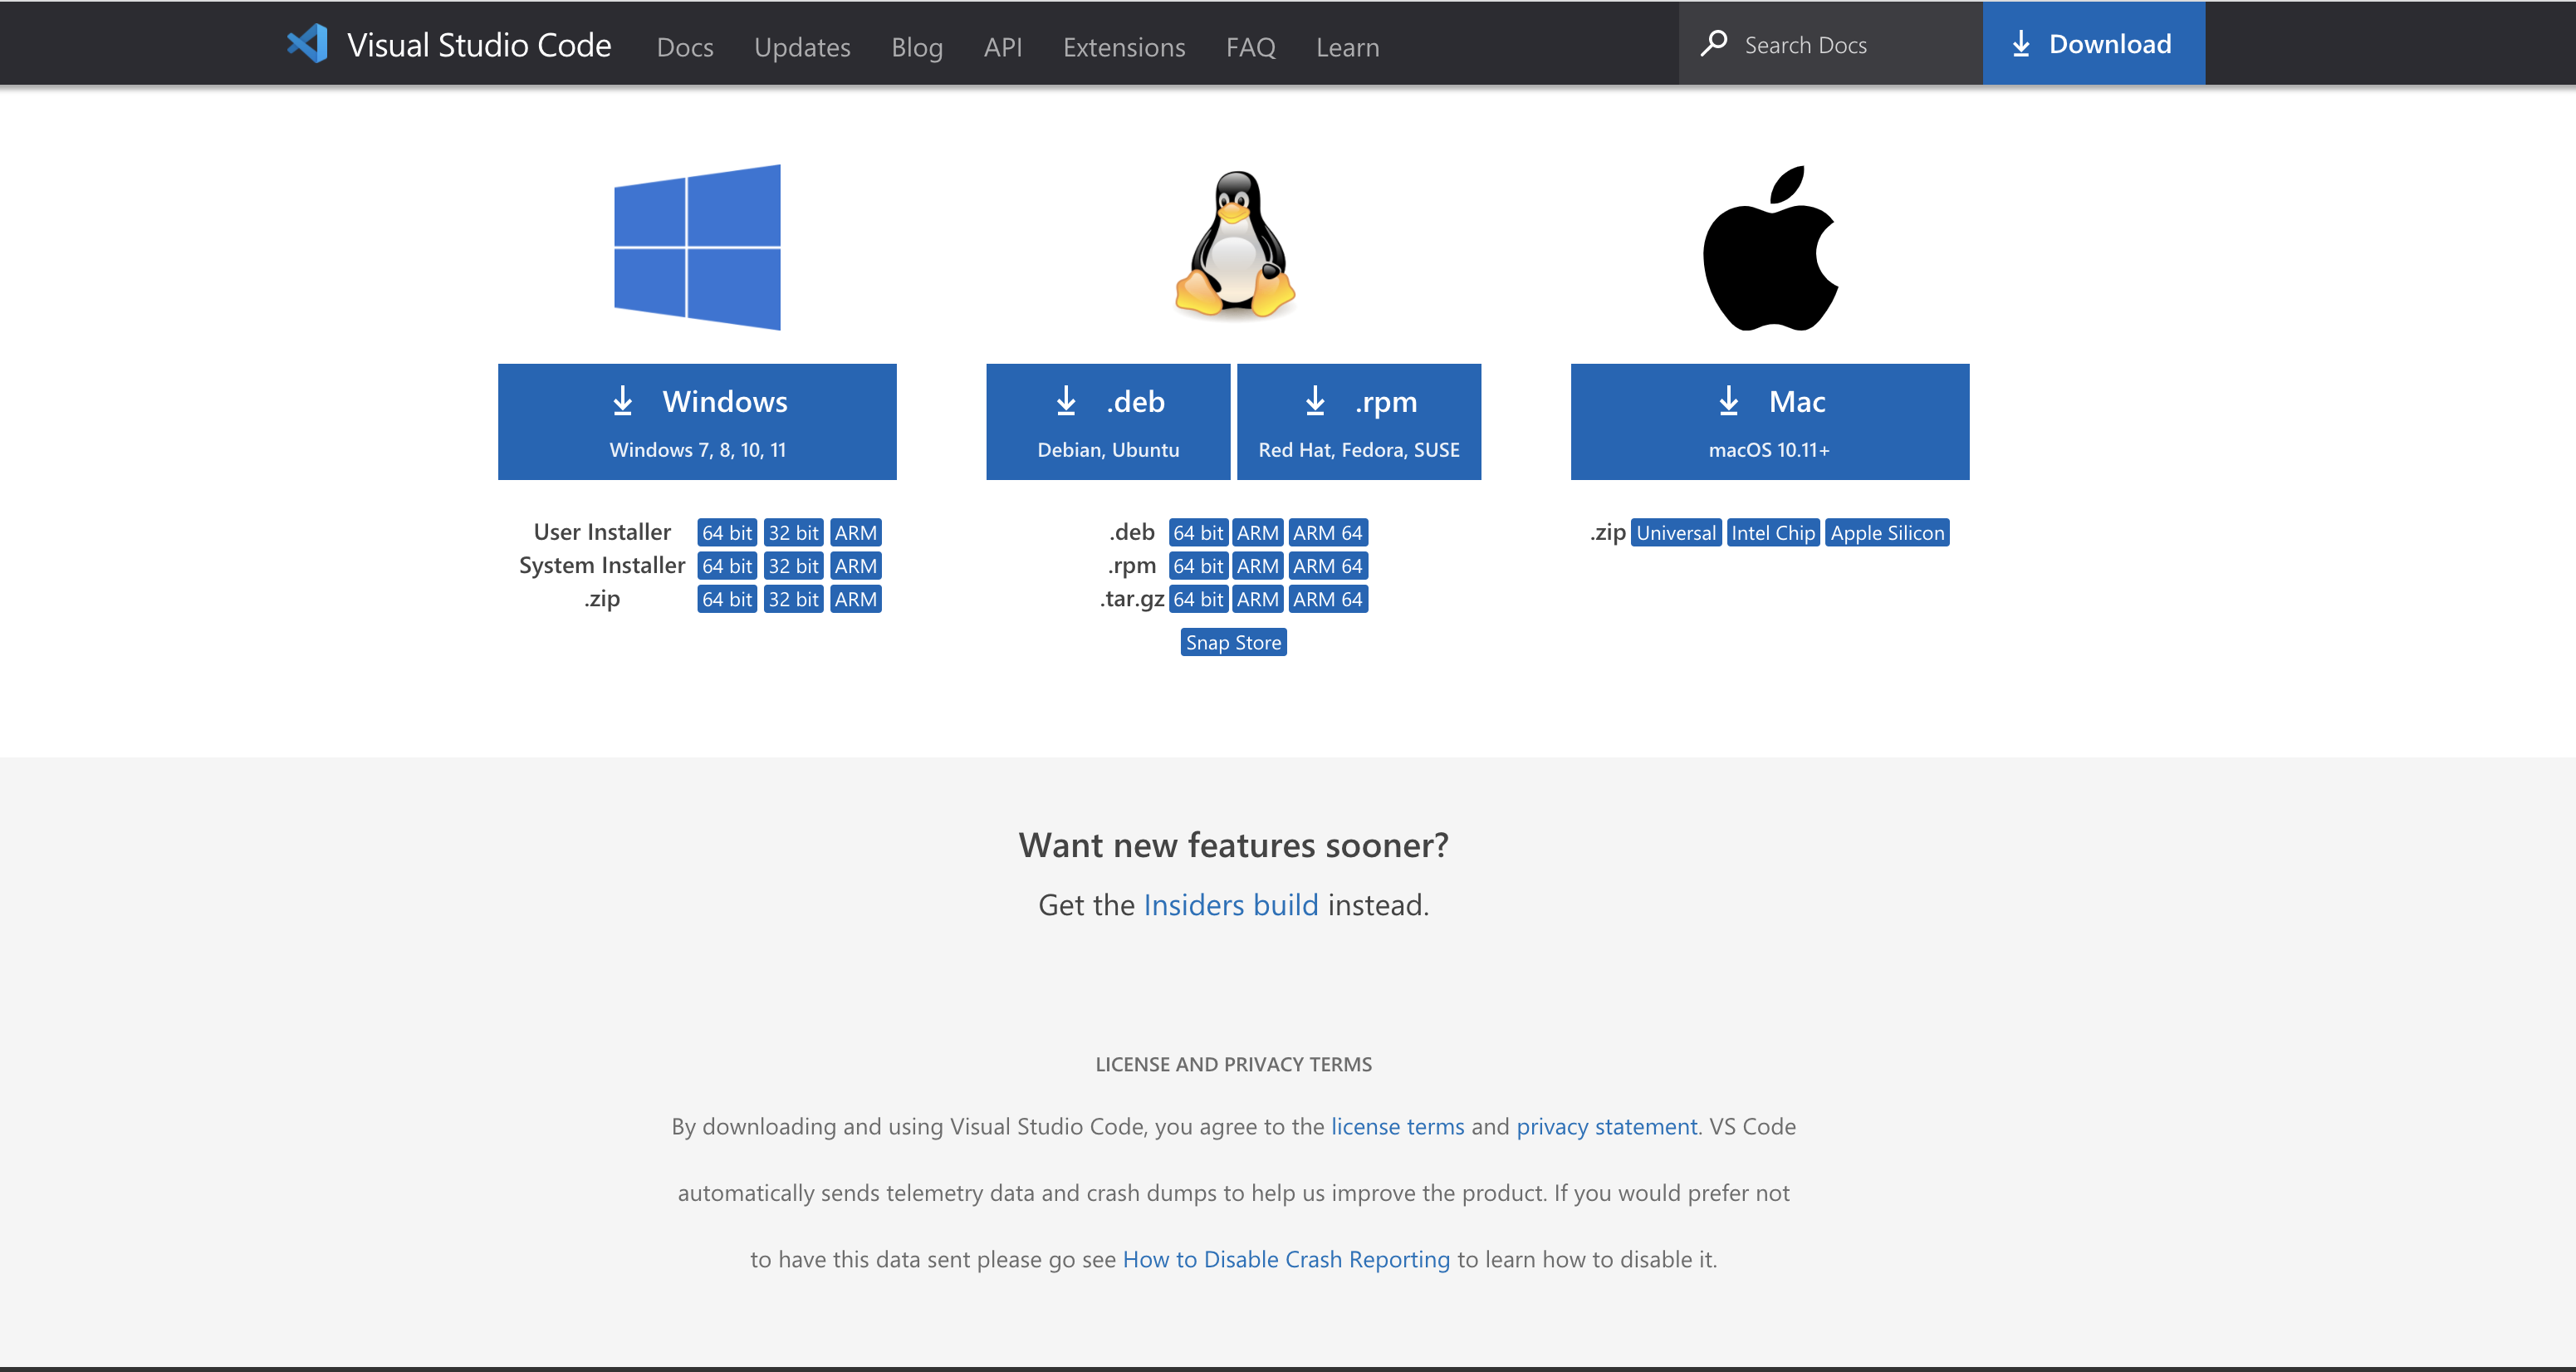 Visual Studio Code Docs Updates Blog API Extensions FAQ Learn Search Docs Download
Windows
Windows 7, 8, 10, 11
User Installer 64 bit 32 bit ARM
System Installer 64 bit 32 bit ARM
.zip 64 bit 32 bit ARM
.deb
Debian, Ubuntu
.rpm
Red Hat, Fedora, SUSE
.deb 64 bit ARM ARM 64
.rpm 64 bit ARM ARM 64
.tar.gz 64 bit ARM ARM 64
Snap Store
Mac
macOS 10.11+
.zip Universal Intel Chip Apple Silicon
Want new features sooner?
Get the Insiders build instead.
LICENSE AND PRIVACY TERMS
By downloading and using Visual Studio Code, you agree to the license terms and privacy statement. VS Code
automatically sends telemetry data and crash dumps to help us improve the product. If you would prefer not
to have this data sent please go see How to Disable Crash Reporting to learn how to disable it.